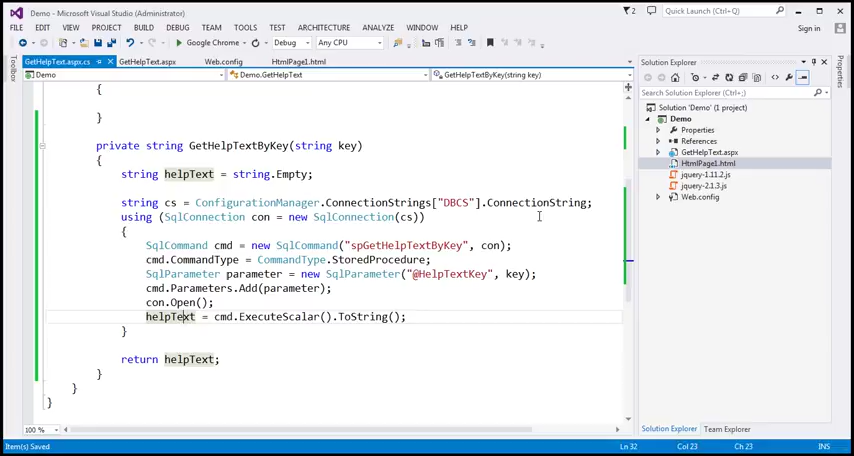 Demo - Microsoft Visual Studio (Administrator)
2
Quick Launch (Ctrl+Q)
FILE EDIT VIEW PROJECT BUILD DEBUG TEAM TOOLS TEST ARCHITECTURE ANALYZE WINDOW HELP
Sign in
Google Chrome Debug Any CPU
Toolbox
GetHelpText.aspx.cs GetHelpText.aspx Web.config HtmlPage1.html
Demo Demo.GetHelpText GetHelpTextByKey(string key)
{
}
private string GetHelpTextByKey(string key)
{
string helpText = string.Empty;
string cs = ConfigurationManager.ConnectionStrings["DBCS"].ConnectionString;
using (SqlConnection con = new SqlConnection(cs))
{
SqlCommand cmd = new SqlCommand("spGetHelpTextByKey", con);
cmd.CommandType = CommandType.StoredProcedure;
SqlParameter parameter = new SqlParameter("@HelpTextKey", key);
cmd.Parameters.Add(parameter);
con.Open();
helpText = cmd.ExecuteScalar().ToString();
}
return helpText;
}
}
}
100 %
Solution Explorer
Search Solution Explorer (Ctrl+;)
Solution 'Demo' (1 project)
Demo
Properties
References
GetHelpText.aspx
HtmlPage1.html
jquery-1.11.2.js
jquery-2.1.3.js
Web.config
Solution Explorer Team Explorer
Properties
Item(s) Saved Ln 32 Col 23 Ch 23 INS